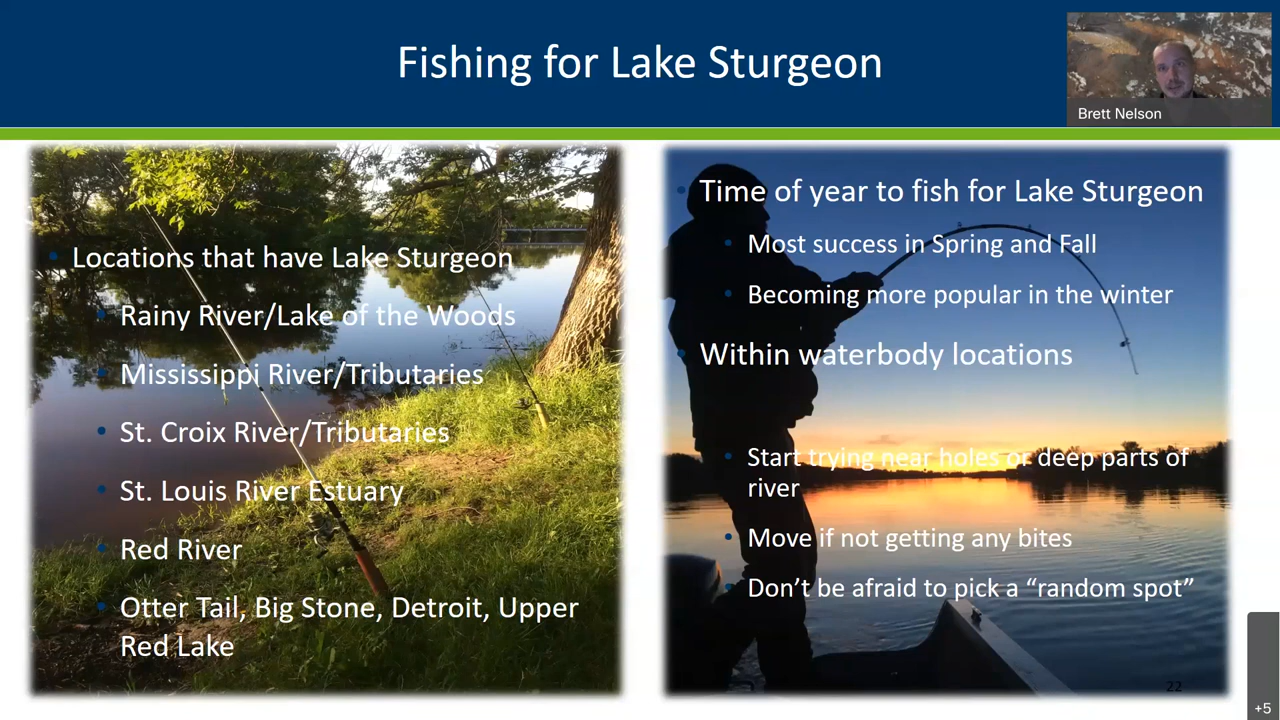 Fishing for Lake Sturgeon
Brett Nelson
Locations that have Lake Sturgeon
Rainy River/Lake of the Woods
Mississippi River/Tributaries
St. Croix River/Tributaries
St. Louis River Estuary
Red River
Otter Tail, Big Stone, Detroit, Upper
Red Lake
Time of year to fish for Lake Sturgeon
Most success in Spring and Fall
Becoming more popular in the winter
Within waterbody locations
Start trying near holes or deep parts of
river
Move if not getting any bites
Don’t be afraid to pick a “random spot”
22
+5